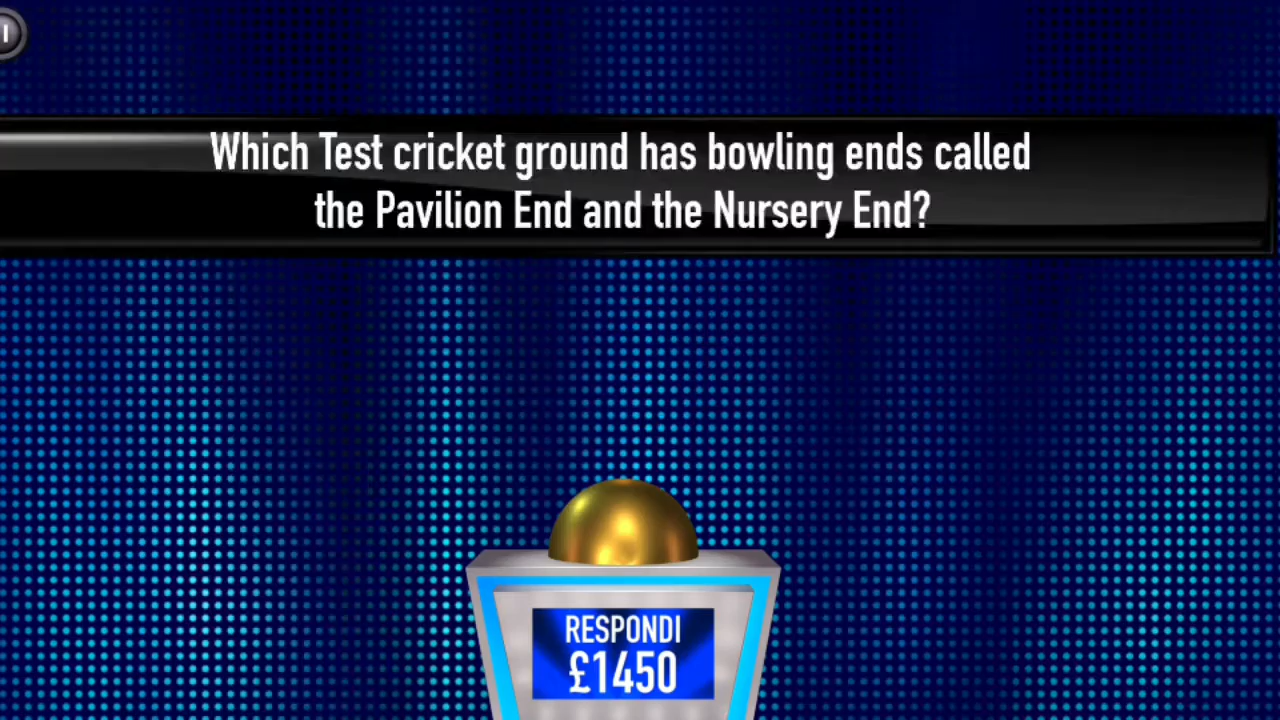 Which Test cricket ground has bowling ends called
the Pavilion End and the Nursery End?
RESPONDI
£1450